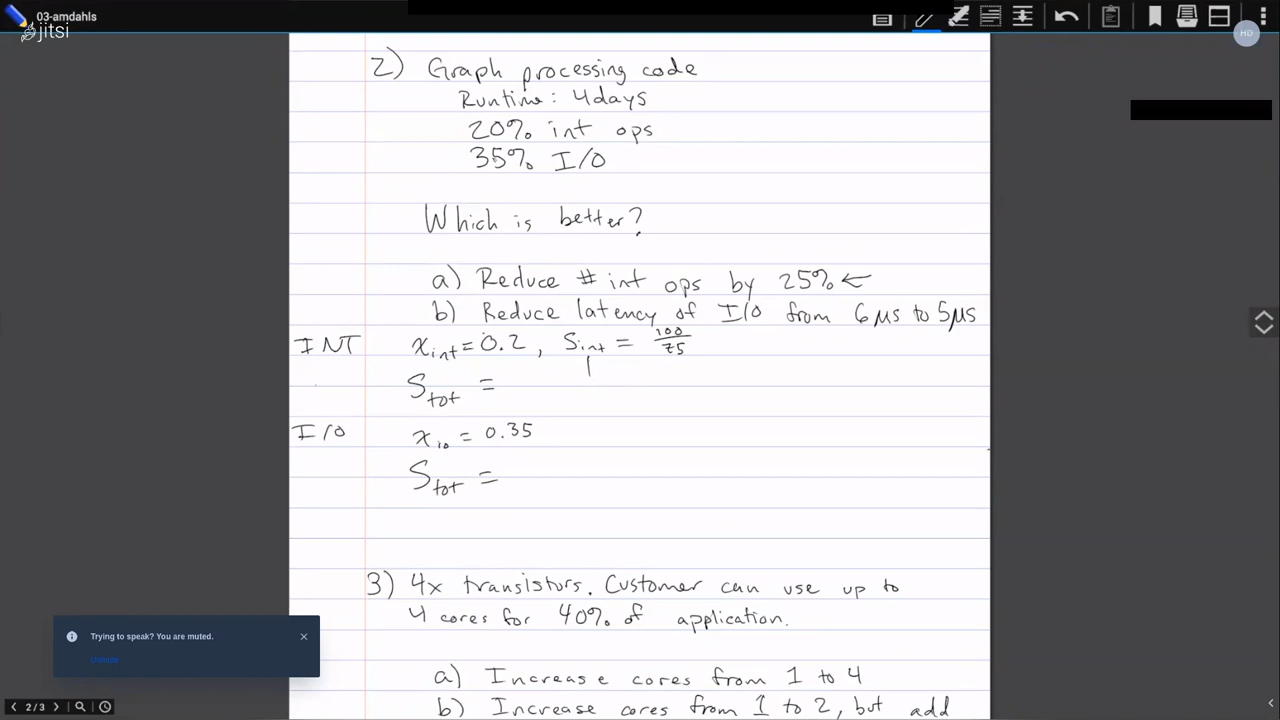 03-amdahls
jitsi
HD
2) Graph processing code
Runtime: 4days
20% int ops
35% I/O
Which is better?
a) Reduce # int ops by 25% ←
b) Reduce latency of I/O from 6μs to 5μs
INT x_int = 0.2, S_int = 100/75
S_tot =
I/O x_io = 0.35
S_tot =
3) 4x transistors. Customer can use up to
4 cores for 40% of application.
a) Increase cores from 1 to 4
b) Increase cores from 1 to 2, but add
Trying to speak? You are muted.
Unmute
2/3